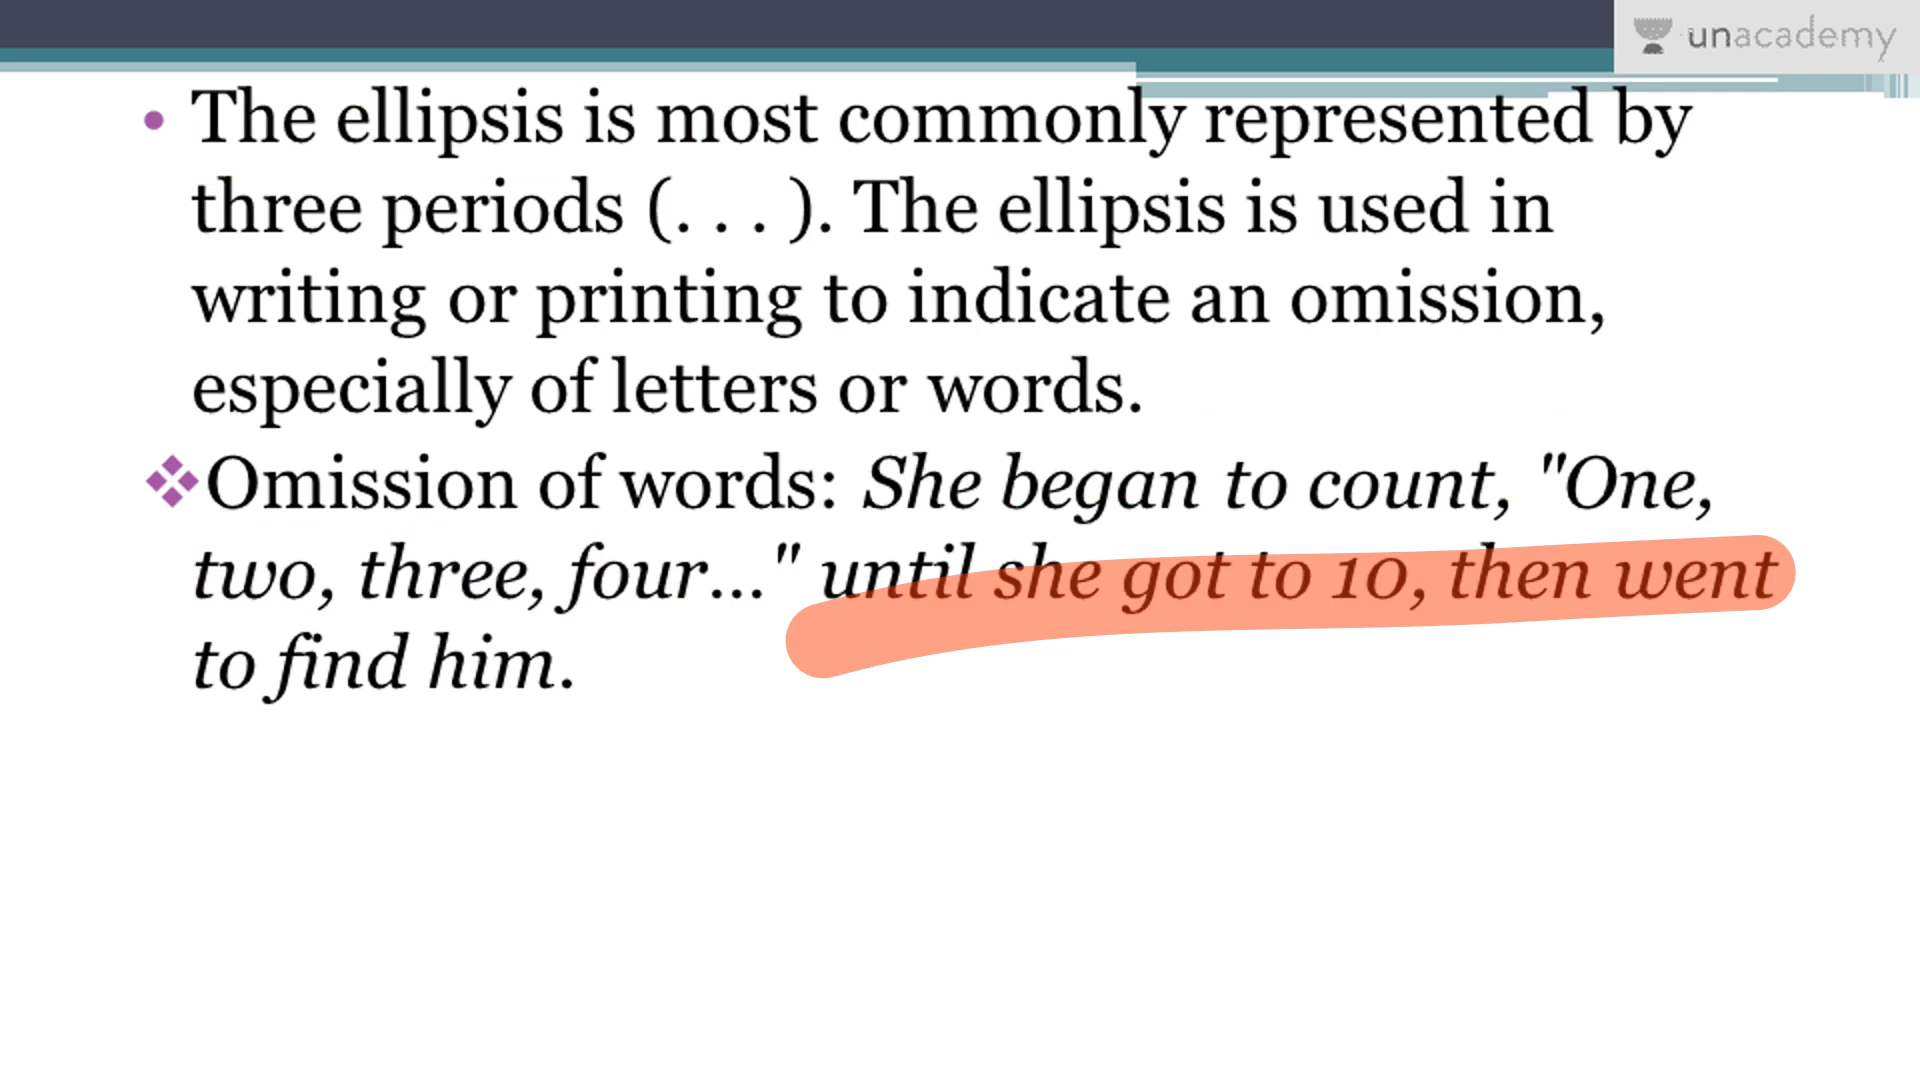 unacademy
The ellipsis is most commonly represented by
three periods (. . . ). The ellipsis is used in
writing or printing to indicate an omission,
especially of letters or words.
Omission of words: She began to count, "One,
two, three, four..." until she got to 10, then went
to find him.